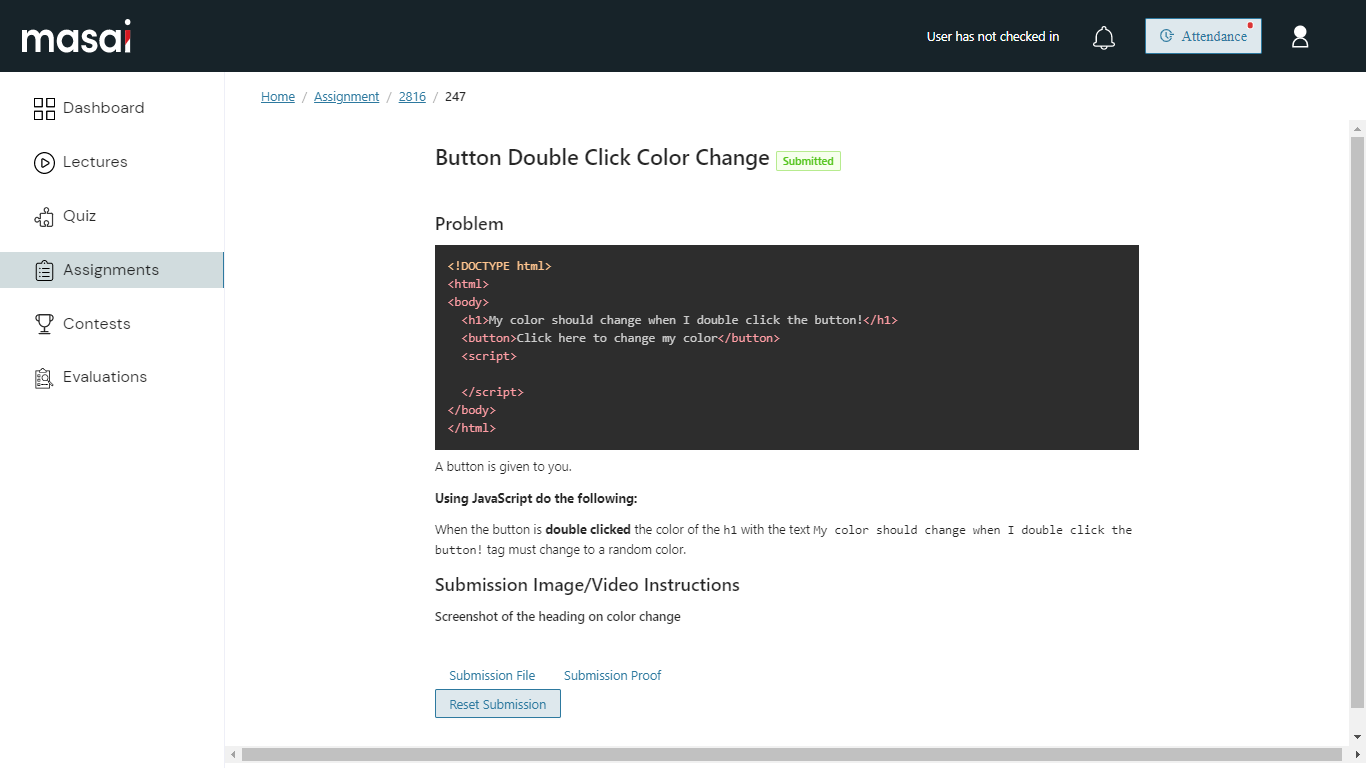 masai
User has not checked in
Attendance
Dashboard
Lectures
Quiz
Assignments
Contests
Evaluations
Home / Assignment / 2816 / 247
Button Double Click Color Change Submitted
Problem
<!DOCTYPE html>
<html>
<body>
  <h1>My color should change when I double click the button!</h1>
  <button>Click here to change my color</button>
  <script>
  </script>
</body>
</html>
A button is given to you.
Using JavaScript do the following:
When the button is double clicked the color of the h1 with the text My color should change when I double click the
button! tag must change to a random color.
Submission Image/Video Instructions
Screenshot of the heading on color change
Submission File Submission Proof
Reset Submission